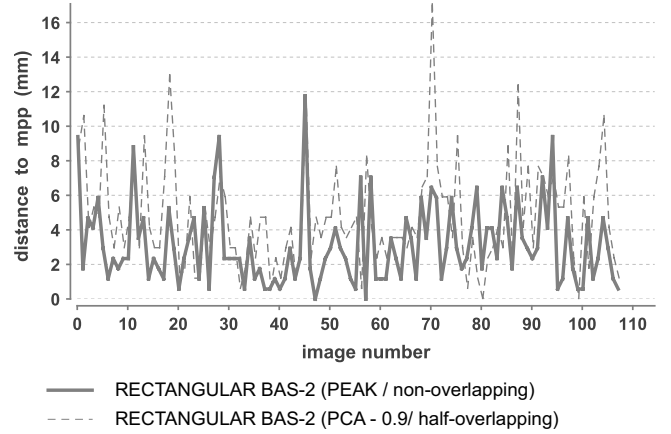 16
14
12
10
8
6
4
2
0
distance to mpp (mm)
0 10 20 30 40 50 60 70 80 90 100 110
image number
RECTANGULAR BAS-2 (PEAK / non-overlapping)
RECTANGULAR BAS-2 (PCA - 0.9/ half-overlapping)